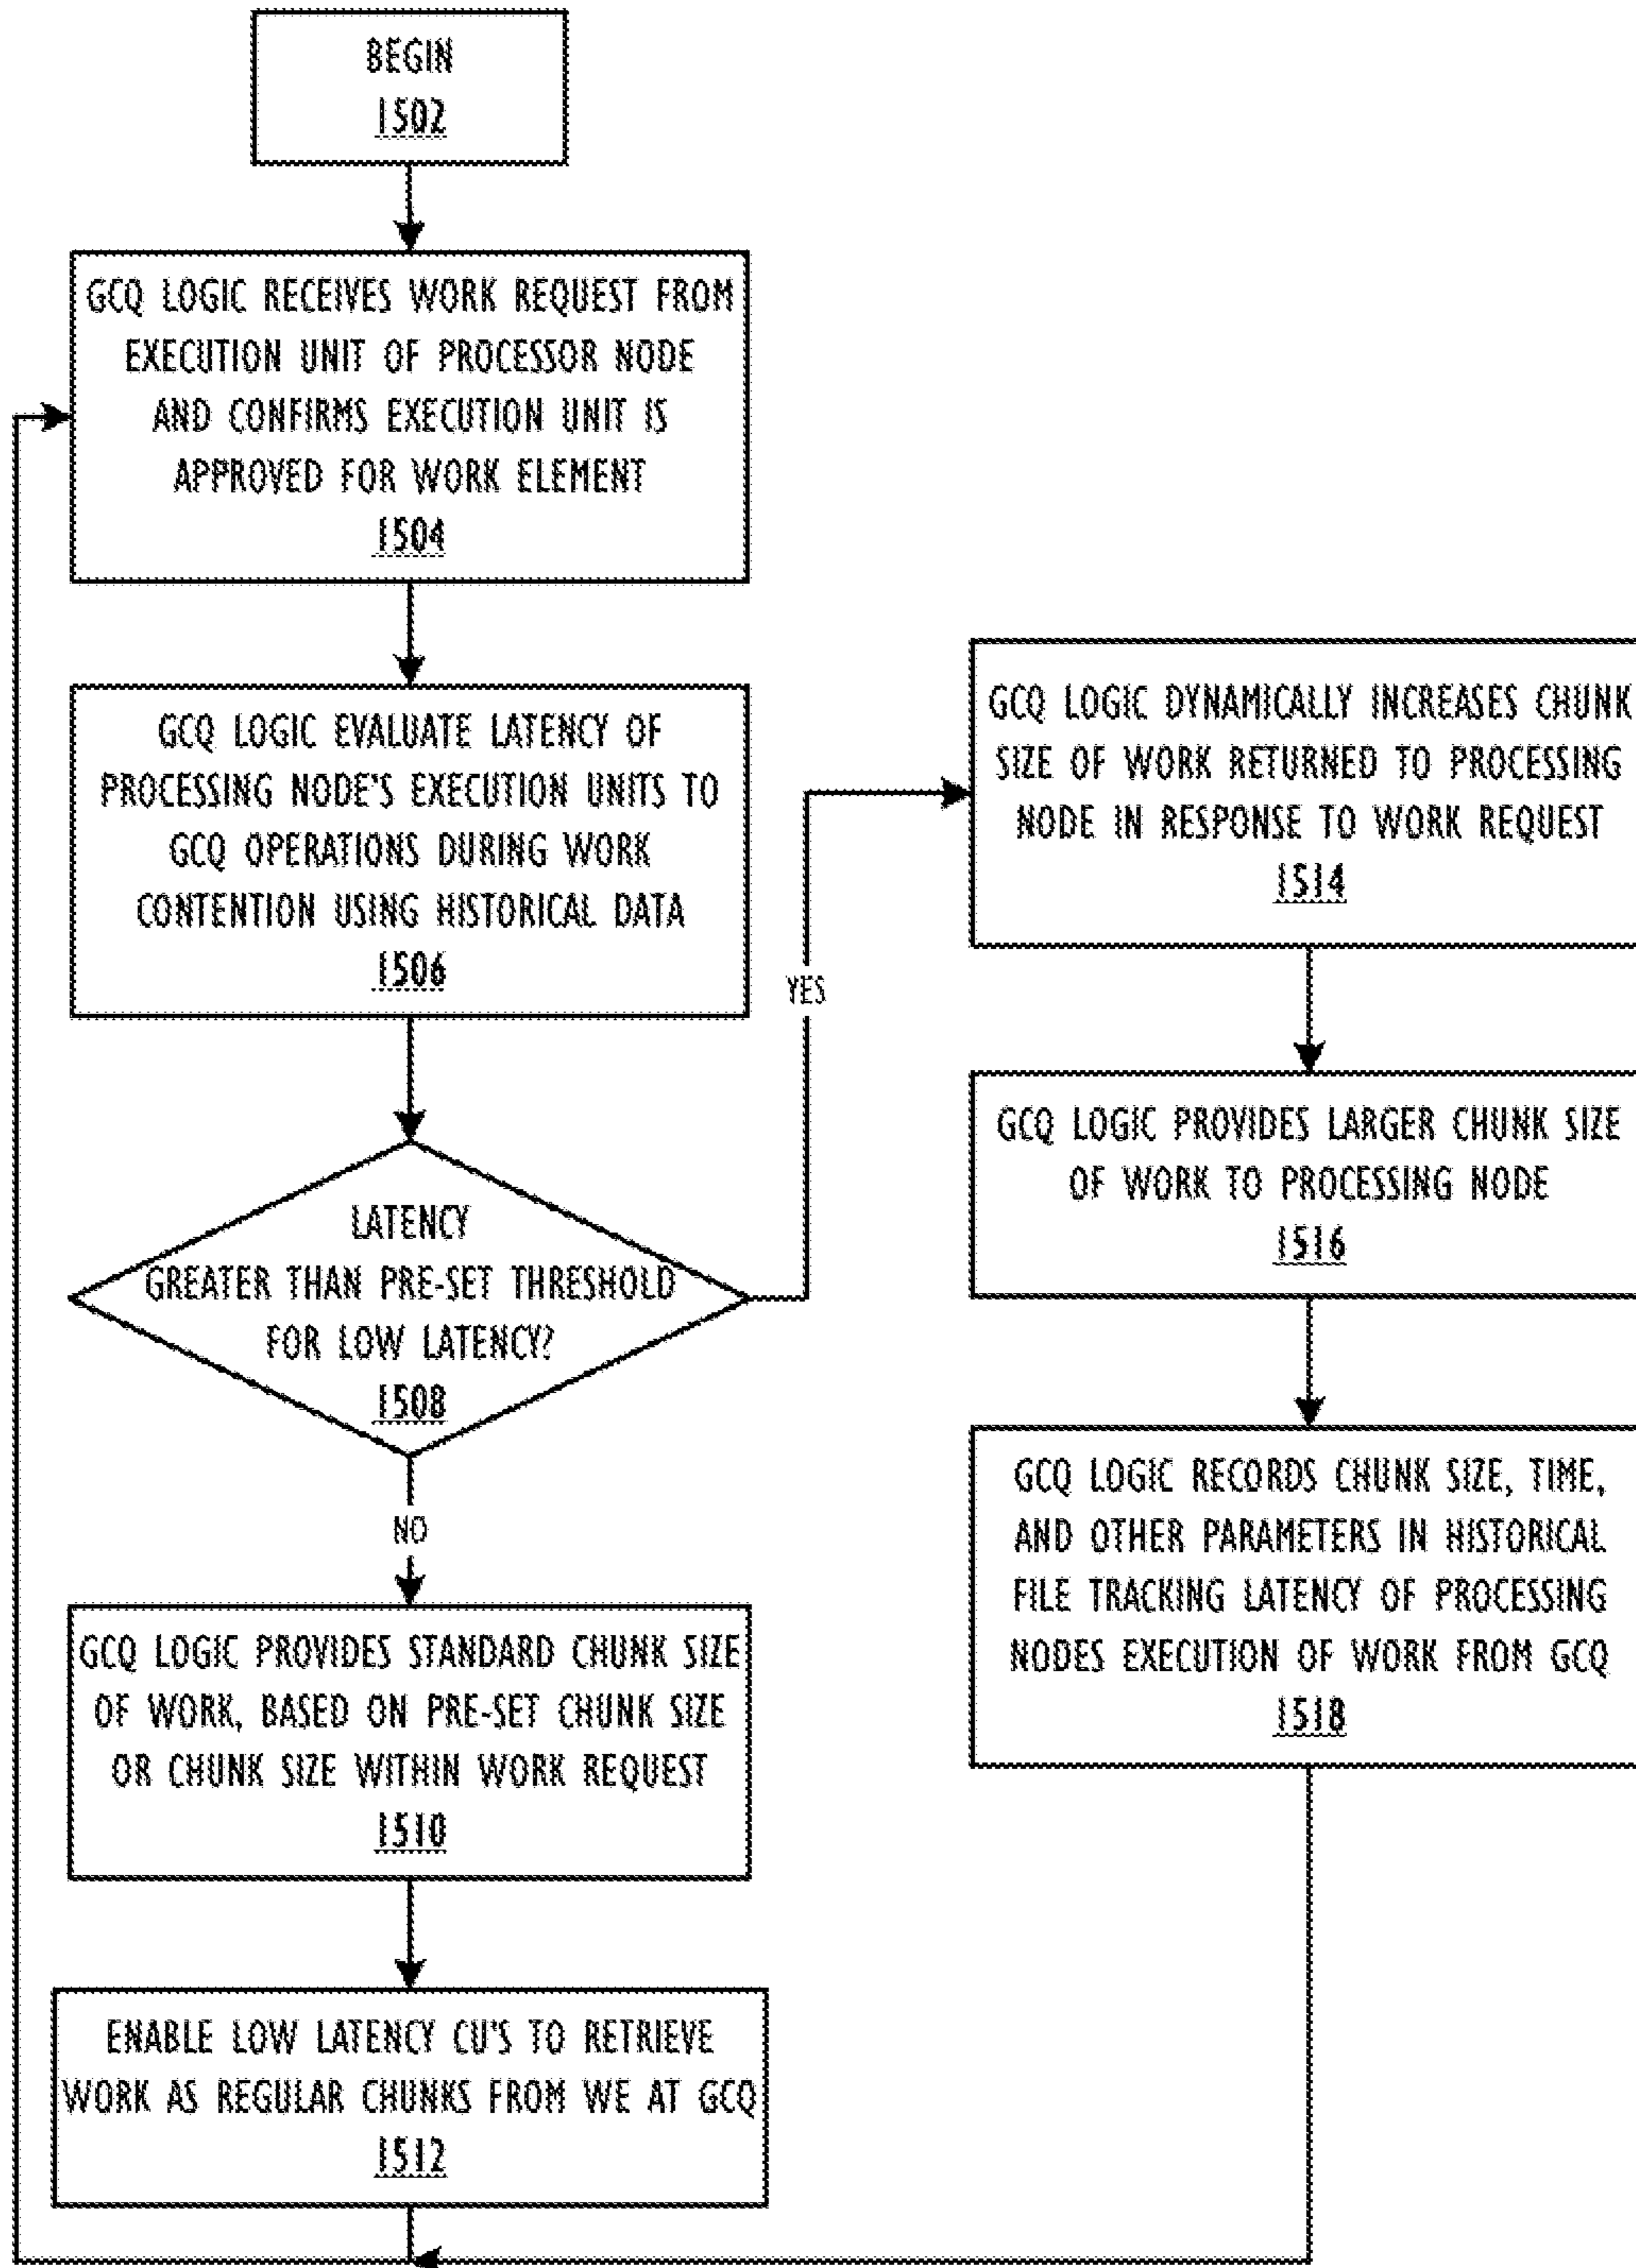 BEGIN
1502
GCQ LOGIC RECEIVES WORK REQUEST FROM
EXECUTION UNIT OF PROCESSOR NODE
AND CONFIRMS EXECUTION UNIT IS
APPROVED FOR WORK ELEMENT
1504
GCQ LOGIC EVALUATE LATENCY OF
PROCESSING NODE'S EXECUTION UNITS TO
GCQ OPERATIONS DURING WORK
CONTENTION USING HISTORICAL DATA
1506
LATENCY
GREATER THAN PRE-SET THRESHOLD
FOR LOW LATENCY?
1508
NO
GCQ LOGIC PROVIDES STANDARD CHUNK SIZE
OF WORK, BASED ON PRE-SET CHUNK SIZE
OR CHUNK SIZE WITHIN WORK REQUEST
1510
ENABLE LOW LATENCY CU'S TO RETRIEVE
WORK AS REGULAR CHUNKS FROM WE AT GCQ
1512
YES
GCQ LOGIC DYNAMICALLY INCREASES CHUNK
SIZE OF WORK RETURNED TO PROCESSING
NODE IN RESPONSE TO WORK REQUEST
1514
GCQ LOGIC PROVIDES LARGER CHUNK SIZE
OF WORK TO PROCESSING NODE
1516
GCQ LOGIC RECORDS CHUNK SIZE, TIME,
AND OTHER PARAMETERS IN HISTORICAL
FILE TRACKING LATENCY OF PROCESSING
NODES EXECUTION OF WORK FROM GCQ
1518